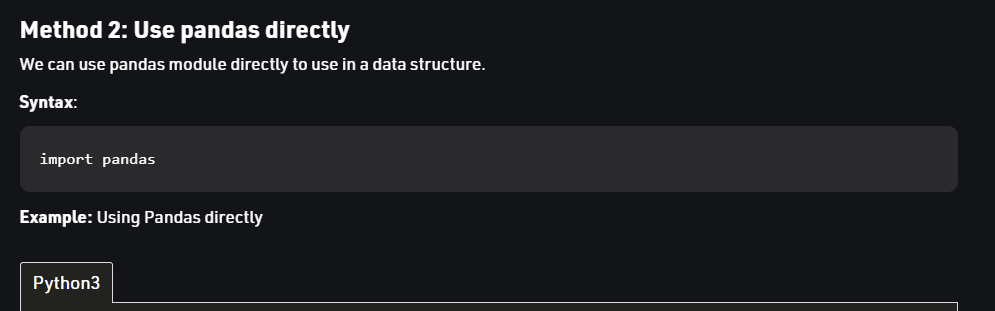 Method 2: Use pandas directly
We can use pandas module directly to use in a data structure.
Syntax:
import pandas
Example: Using Pandas directly
Python3